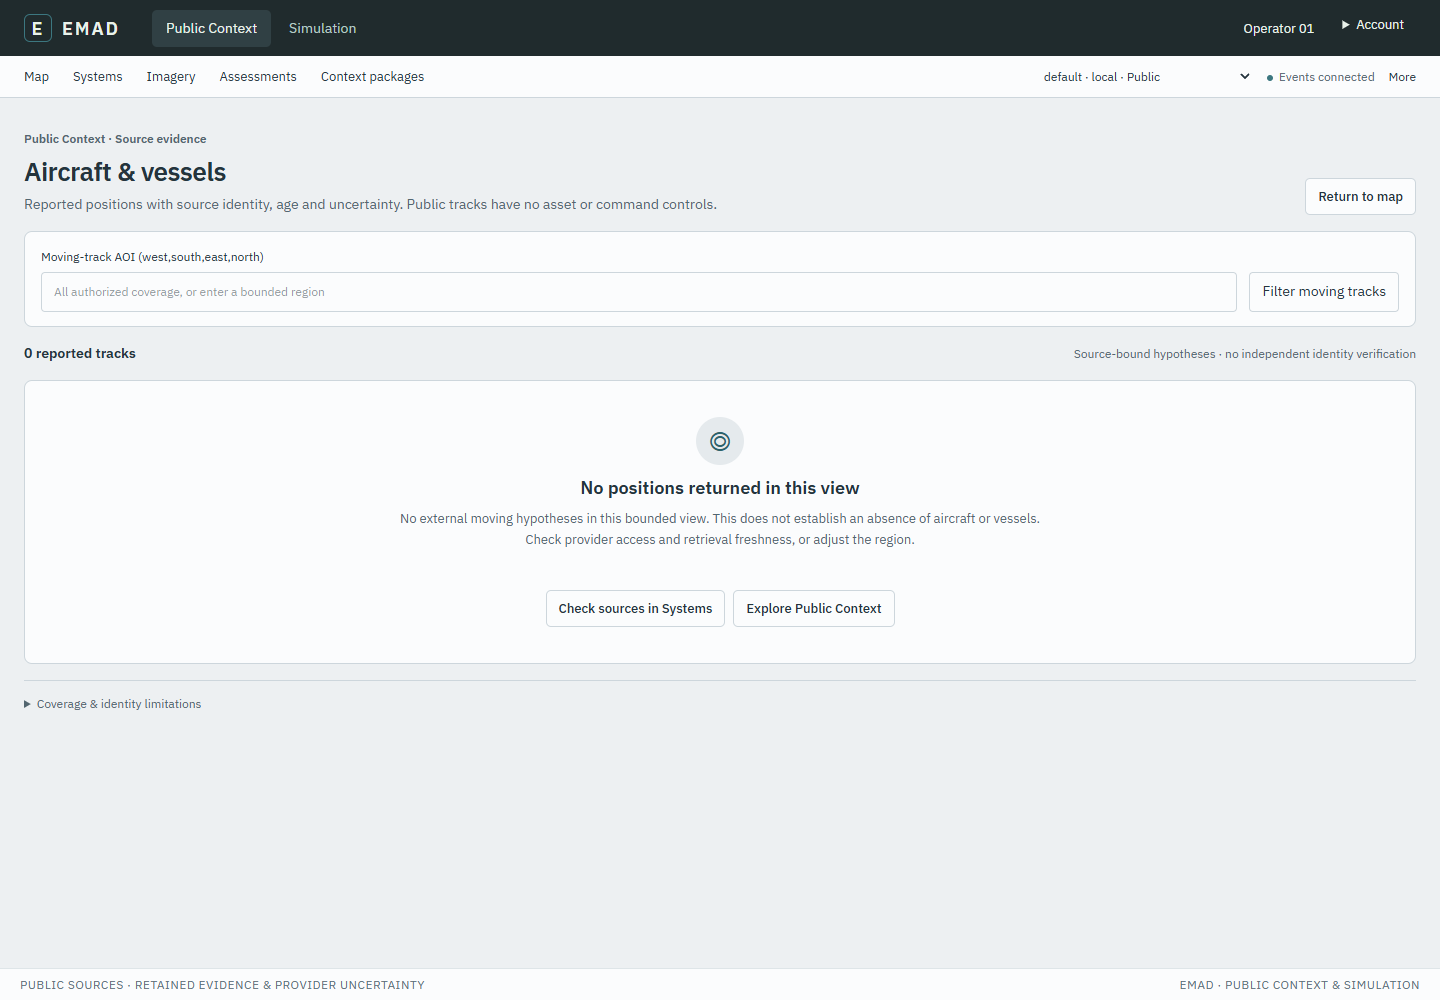 E EMAD Public Context Simulation Operator 01 Account
Map Systems Imagery Assessments Context packages default · local · Public Events connected More
Public Context · Source evidence
Aircraft & vessels
Reported positions with source identity, age and uncertainty. Public tracks have no asset or command controls.
Return to map
Moving-track AOI (west,south,east,north)
All authorized coverage, or enter a bounded region
Filter moving tracks
0 reported tracks
Source-bound hypotheses · no independent identity verification
No positions returned in this view
No external moving hypotheses in this bounded view. This does not establish an absence of aircraft or vessels.
Check provider access and retrieval freshness, or adjust the region.
Check sources in Systems
Explore Public Context
Coverage & identity limitations
PUBLIC SOURCES · RETAINED EVIDENCE & PROVIDER UNCERTAINTY
EMAD · PUBLIC CONTEXT & SIMULATION